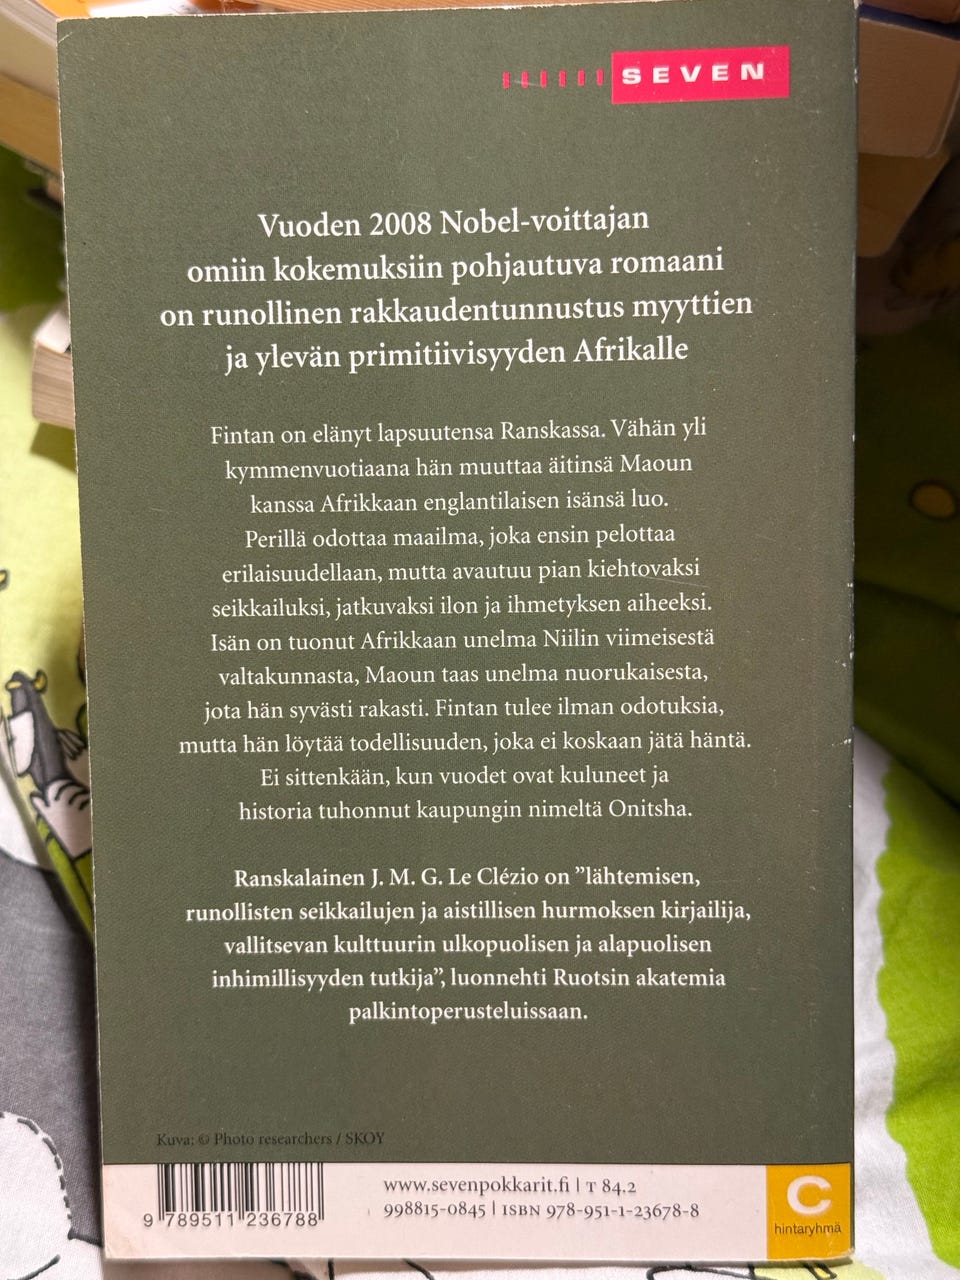 SEVEN
Vuoden 2008 Nobel-voittajan
omiin kokemuksiin pohjautuva romaani
on runollinen rakkaudentunnustus myyttien
ja ylevän primitiivisyyden Afrikalle
Fintan on elänyt lapsuutensa Ranskassa. Vähän yli
kymmenvuotiaana hän muuttaa äitinsä Maoun
kanssa Afrikkaan englantilaisen isänsä luo.
Perillä odottaa maailma, joka ensin pelottaa
erilaisuudellaan, mutta avautuu pian kiehtovaksi
seikkailuksi, jatkuvaksi ilon ja ihmetyksen aiheeksi.
Isän on tuonut Afrikkaan unelma Niilin viimeisestä
valtakunnasta, Maoun taas unelma nuorukaisesta,
jota hän syvästi rakasti. Fintan tulee ilman odotuksia,
mutta hän löytää todellisuuden, joka ei koskaan jätä häntä.
Ei sittenkään, kun vuodet ovat kuluneet ja
historia tuhonnut kaupungin nimeltä Onitsha.
Ranskalainen J. M. G. Le Clézio on ”lähtemisen,
runollisten seikkailujen ja aistillisen hurmoksen kirjailija,
vallitsevan kulttuurin ulkopuolisen ja alapuolisen
inhimillisyyden tutkija”, luonnehti Ruotsin akatemia
palkintoperusteluissaan.
Kuva: © Photo researchers / SKOY
www.sevenpokkarit.fi | T 84.2
998815-0845 | ISBN 978-951-1-23678-8
9 789511 236788
C
hintaryhmä